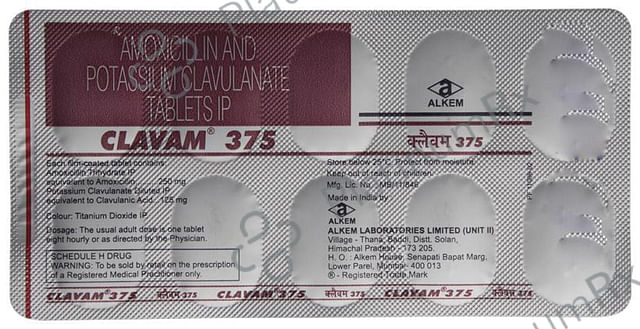 AMOXICILLIN AND
POTASSIUM CLAVULANATE
TABLETS IP
CLAVAM® 375
ALKEM
क्लैवम 375
Each film-coated tablet contains:
Amoxicillin Trihydrate IP
equivalent to Amoxicillin 250 mg
Potassium Clavulanate Diluted IP
equivalent to Clavulanic Acid 125 mg
Colour: Titanium Dioxide IP
Dosage: The usual adult dose is one tablet
eight hourly or as directed by the Physician.
SCHEDULE H DRUG
WARNING: To be sold by retail on the prescription
of a Registered Medical Practitioner only.
Store below 25°C. Protect from moisture.
Keep out of reach of children.
Mfg. Lic. No.: MB/11/846
Made in India by:
ALKEM
ALKEM LABORATORIES LIMITED (UNIT II)
Village - Thana, Baddi, Distt. Solan,
Himachal Pradesh - 173 205.
H. O.: Alkem House, Senapati Bapat Marg,
Lower Parel, Mumbai- 400 013
® - Registered Trade Mark
CLAVAM® 375 क्लैवम 375 CLAVAM® 375 क्लैवम 375 CLAVAM® 375 क्लैवम 375